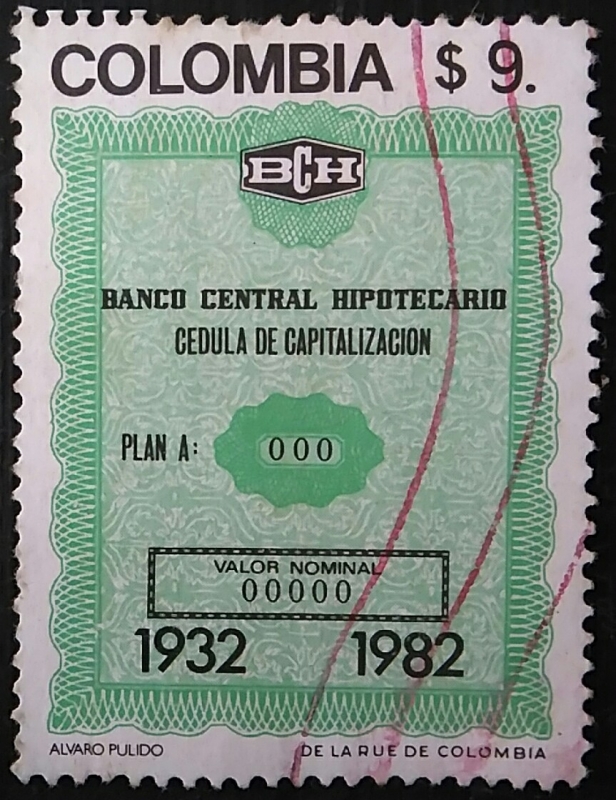 COLOMBIA $ 9.
BCH
BANCO CENTRAL HIPOTECARIO
CEDULA DE CAPITALIZACION
PLAN A: 000
VALOR NOMINAL
00000
1932 1982
ALVARO PULIDO DE LA RUE DE COLOMBIA